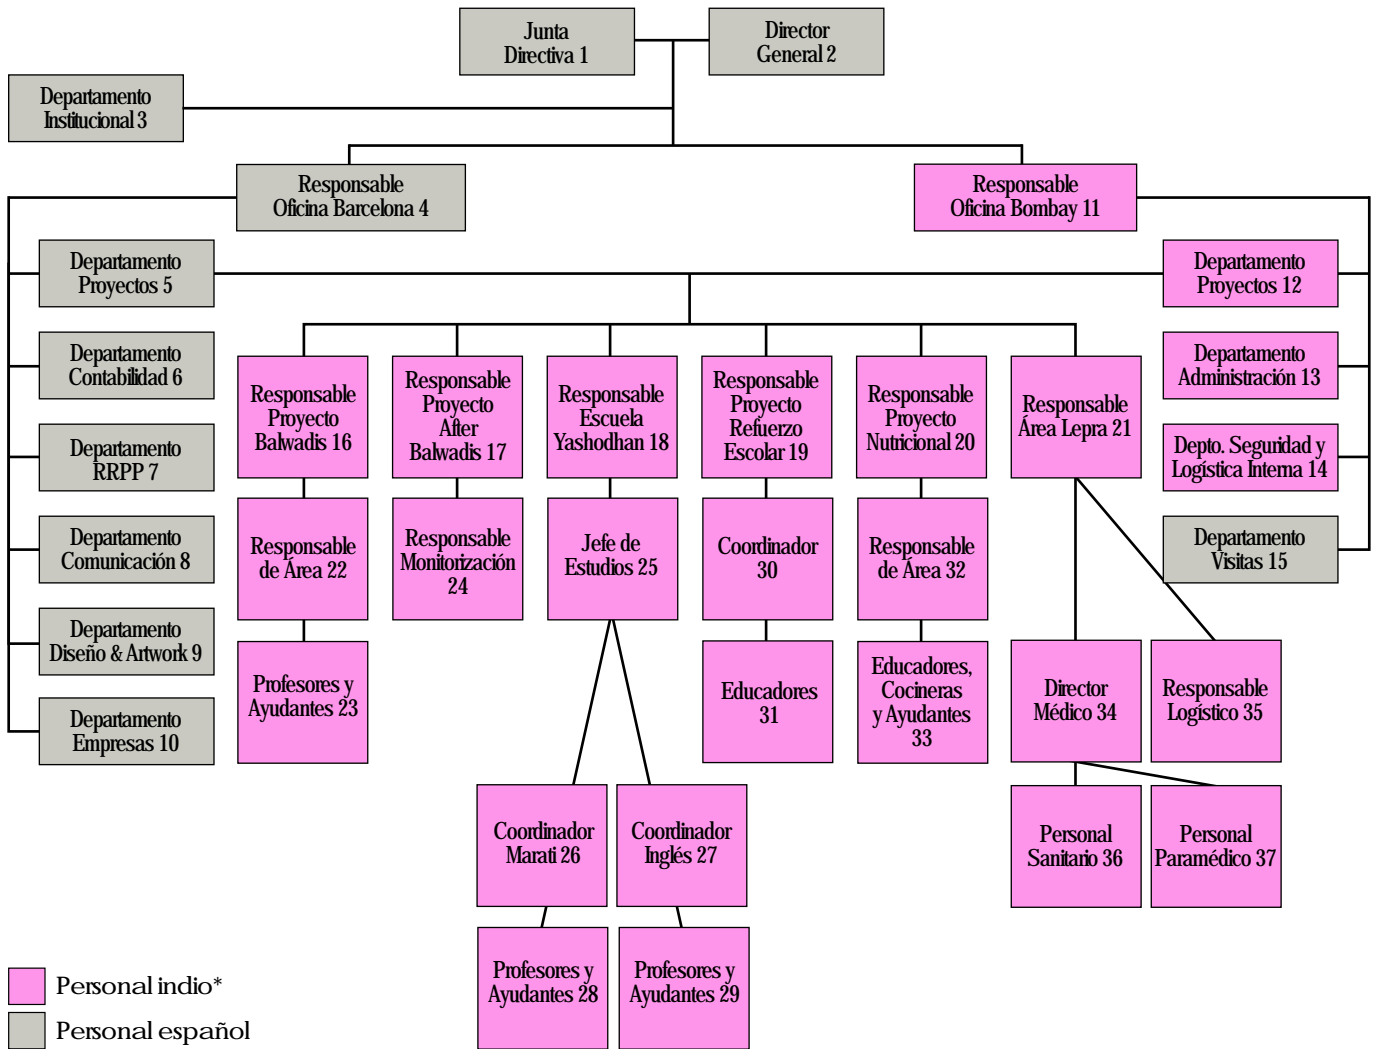 Junta
Directiva 1
Director
General 2
Departamento
Institucional 3
Responsable
Oficina Barcelona 4
Responsable
Oficina Bombay 11
Departamento
Proyectos 5
Departamento
Proyectos 12
Departamento
Contabilidad 6
Departamento
RRPP 7
Departamento
Comunicación 8
Departamento
Diseño & Artwork 9
Departamento
Empresas 10
Responsable
Proyecto
Balwadis 16
Responsable
Proyecto
After
Balwadis 17
Responsable
Escuela
Yashodhan 18
Responsable
Proyecto
Refuerzo
Escolar 19
Responsable
Proyecto
Nutricional 20
Responsable
Área Lepra 21
Departamento
Administración 13
Depto. Seguridad y
Logística Interna 14
Departamento
Visitas 15
Responsable
de Área 22
Responsable
Monitorización
24
Jefe de
Estudios 25
Coordinador
30
Responsable
de Área 32
Profesores y
Ayudantes 23
Educadores
31
Educadores,
Cocineras
y Ayudantes
33
Director
Médico 34
Responsable
Logístico 35
Coordinador
Marati 26
Coordinador
Inglés 27
Personal
Sanitario 36
Personal
Paramédico 37
Profesores y
Ayudantes 28
Profesores y
Ayudantes 29
Personal indio*
Personal español